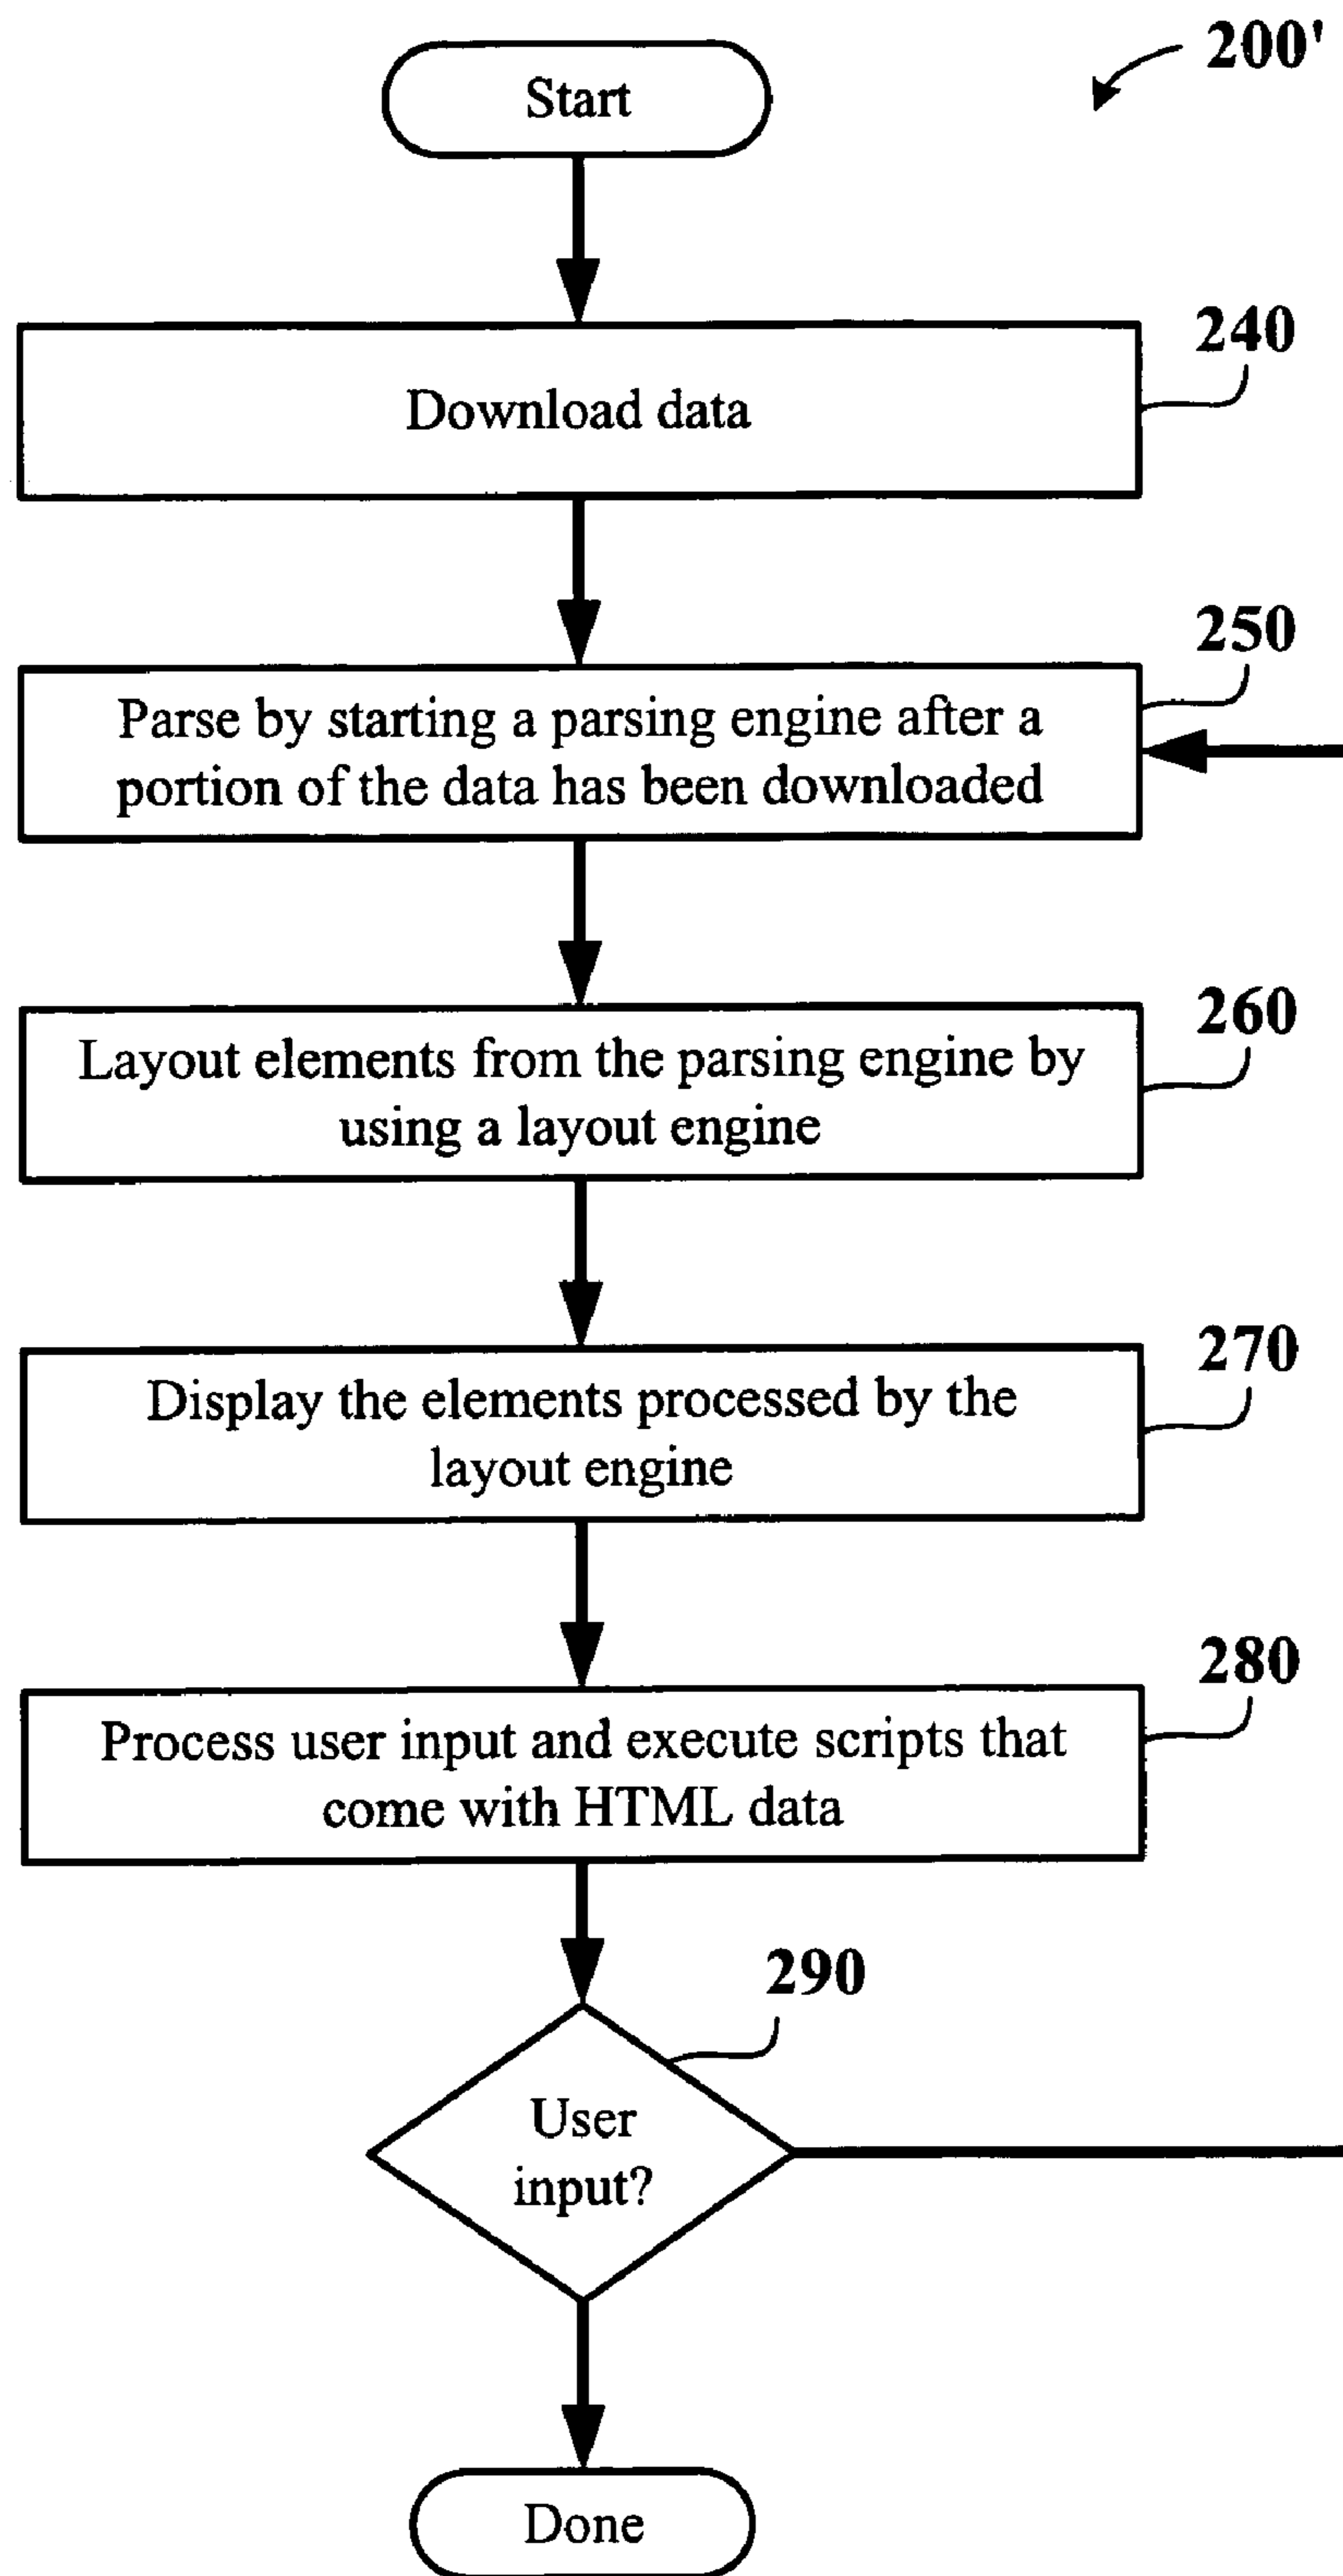 200'
Start
240
Download data
250
Parse by starting a parsing engine after a
portion of the data has been downloaded
260
Layout elements from the parsing engine by
using a layout engine
270
Display the elements processed by the
layout engine
280
Process user input and execute scripts that
come with HTML data
290
User
input?
Done